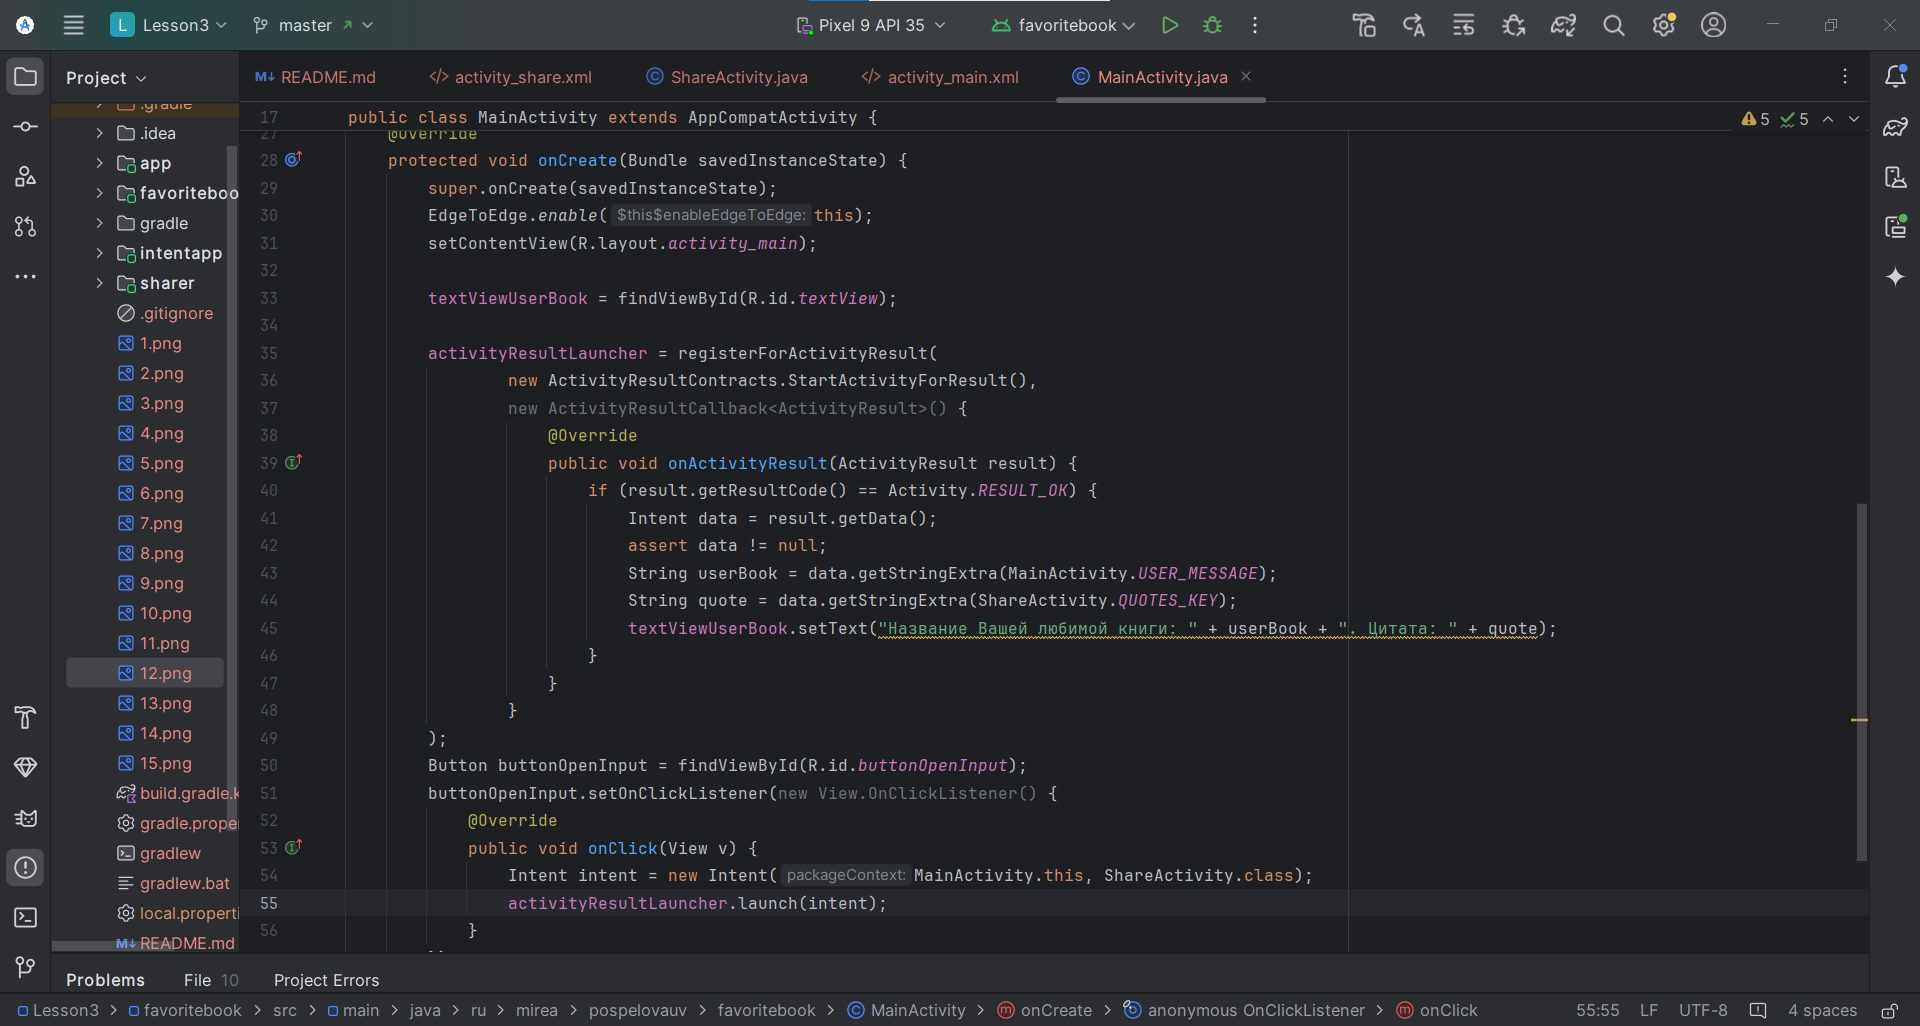 L Lesson3 master Pixel 9 API 35 favoritebook
Project
README.md activity_share.xml ShareActivity.java activity_main.xml MainActivity.java
.gradle
.idea
app
favoriteboo
gradle
intentapp
sharer
.gitignore
1.png
2.png
3.png
4.png
5.png
6.png
7.png
8.png
9.png
10.png
11.png
12.png
13.png
14.png
15.png
build.gradle.k
gradle.prope
gradlew
gradlew.bat
local.properti
README.md
5 5
17 public class MainActivity extends AppCompatActivity {
27 @Override
28 protected void onCreate(Bundle savedInstanceState) {
29 super.onCreate(savedInstanceState);
30 EdgeToEdge.enable( $this$enableEdgeToEdge: this);
31 setContentView(R.layout.activity_main);
32
33 textViewUserBook = findViewById(R.id.textView);
34
35 activityResultLauncher = registerForActivityResult(
36 new ActivityResultContracts.StartActivityForResult(),
37 new ActivityResultCallback<ActivityResult>() {
38 @Override
39 public void onActivityResult(ActivityResult result) {
40 if (result.getResultCode() == Activity.RESULT_OK) {
41 Intent data = result.getData();
42 assert data != null;
43 String userBook = data.getStringExtra(MainActivity.USER_MESSAGE);
44 String quote = data.getStringExtra(ShareActivity.QUOTES_KEY);
45 textViewUserBook.setText("Название Вашей любимой книги: " + userBook + ". Цитата: " + quote);
46 }
47 }
48 }
49 );
50 Button buttonOpenInput = findViewById(R.id.buttonOpenInput);
51 buttonOpenInput.setOnClickListener(new View.OnClickListener() {
52 @Override
53 public void onClick(View v) {
54 Intent intent = new Intent( packageContext: MainActivity.this, ShareActivity.class);
55 activityResultLauncher.launch(intent);
56 }
Problems File 10 Project Errors
Lesson3 > favoritebook > src > main > java > ru > mirea > pospelovauv > favoritebook > MainActivity > onCreate > anonymous OnClickListener > onClick 55:55 LF UTF-8 4 spaces